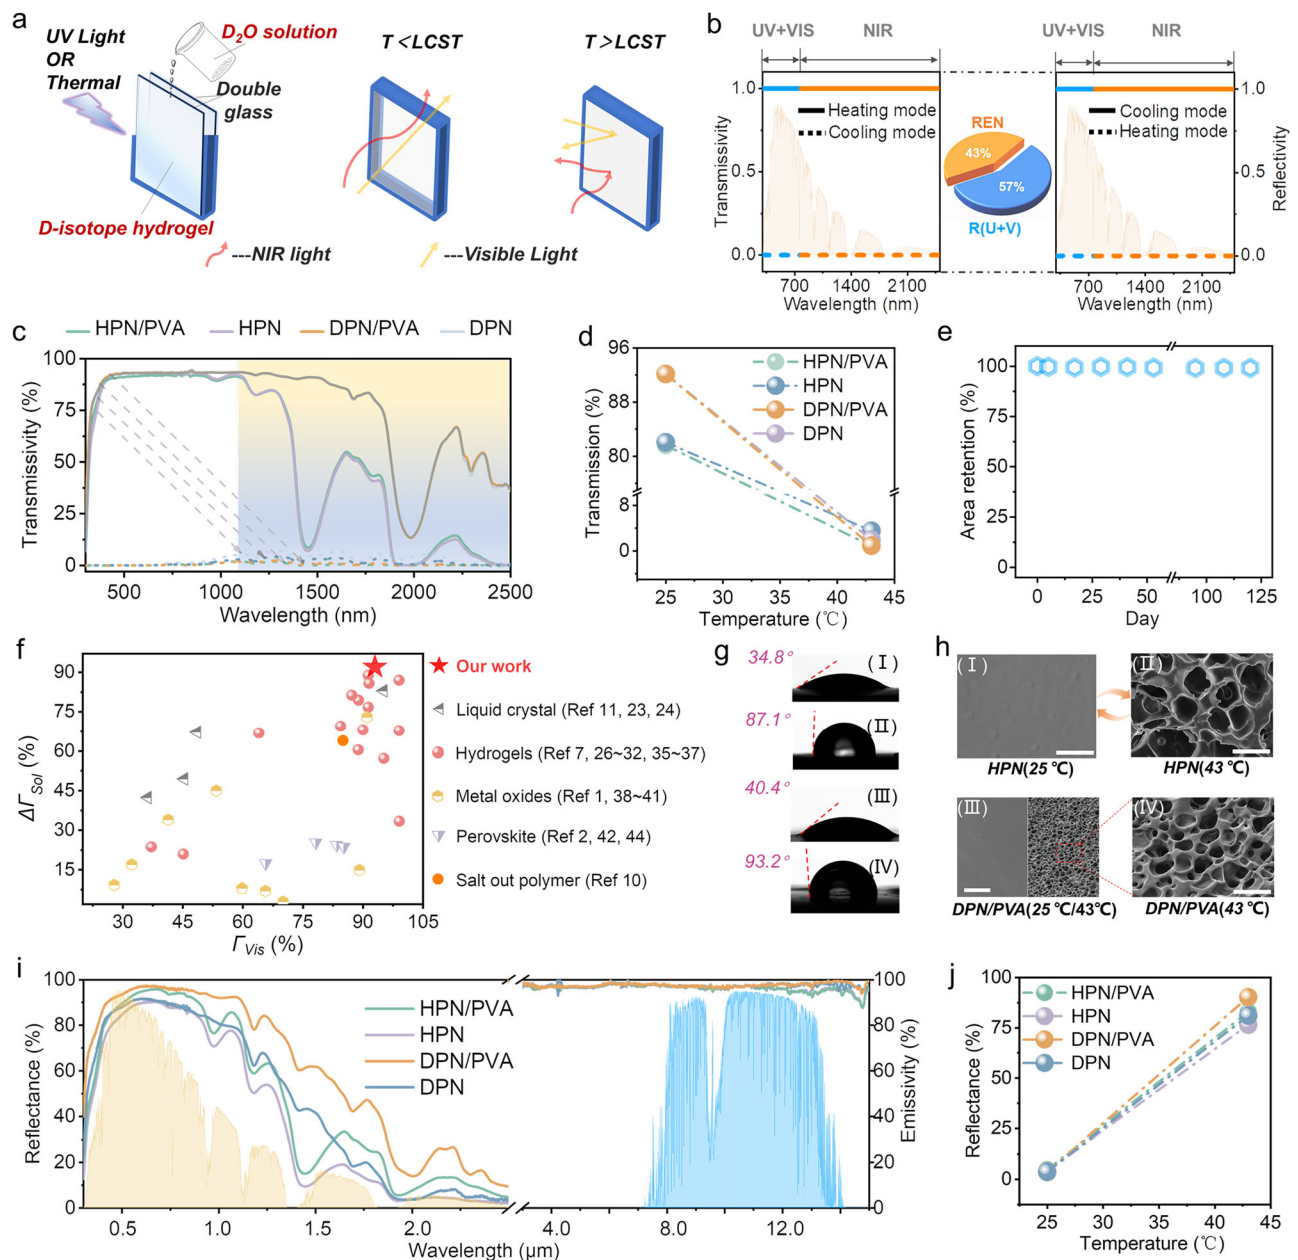 a
UV Light
OR
Thermal
D₂O solution
Double
glass
D-isotope hydrogel
T＜LCST
T＞LCST
---NIR light
---Visible Light
b
UV+VIS
NIR
UV+VIS
NIR
Transmissivity
1.0
0.5
0.0
Heating mode
Cooling mode
700
1400
2100
Wavelength (nm)
REN
43%
57%
R(U+V)
Cooling mode
Heating mode
700
1400
2100
Wavelength (nm)
1.0
0.5
0.0
Reflectivity
c
HPN/PVA
HPN
DPN/PVA
DPN
Transmissivity (%)
100
75
50
25
0
500
1000
1500
2000
2500
Wavelength (nm)
d
Transmission (%)
96
88
80
8
0
HPN/PVA
HPN
DPN/PVA
DPN
25
30
35
40
45
Temperature (℃)
e
Area retention (%)
100
75
50
25
0
0
25
50
100
125
Day
f
ΔΓSol (%)
90
75
60
45
30
15
30
45
60
75
90
105
ΓVis (%)
Our work
Liquid crystal (Ref 11, 23, 24)
Hydrogels (Ref 7, 26~32, 35~37)
Metal oxides (Ref 1, 38~41)
Perovskite (Ref 2, 42, 44)
Salt out polymer (Ref 10)
g
34.8°
(Ⅰ)
87.1°
(Ⅱ)
40.4°
(Ⅲ)
93.2°
(Ⅳ)
h
(Ⅰ)
(Ⅱ)
HPN(25℃)
HPN(43℃)
(Ⅲ)
(Ⅳ)
DPN/PVA(25℃/43℃)
DPN/PVA(43℃)
i
Reflectance (%)
100
80
60
40
20
0
HPN/PVA
HPN
DPN/PVA
DPN
100
80
60
40
20
0
Emissivity (%)
0.5
1.0
1.5
2.0
4.0
8.0
12.0
Wavelength (μm)
j
Reflectance (%)
100
75
50
25
0
HPN/PVA
HPN
DPN/PVA
DPN
25
30
35
40
45
Temperature (℃)